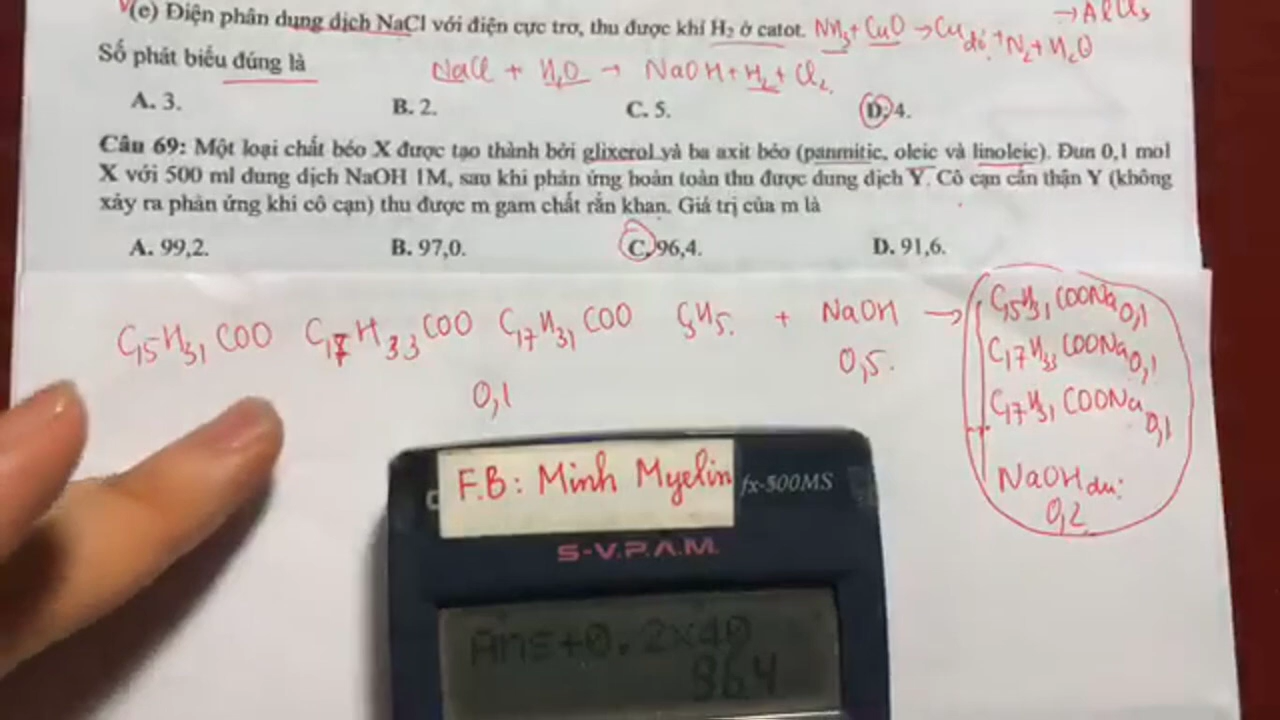 (e) Điện phân dung dịch NaCl với điện cực trơ, thu được khí H₂ ở catot. NH₃ + CuO → Cu đỏ + N₂ + H₂O
→ AlCl₃
Số phát biểu đúng là
NaCl + H₂O → NaOH + H₂ + Cl₂
A. 3. B. 2. C. 5. D. 4.
Câu 69: Một loại chất béo X được tạo thành bởi glixerol và ba axit béo (panmitic, oleic và linoleic). Đun 0,1 mol
X với 500 ml dung dịch NaOH 1M, sau khi phản ứng hoàn toàn thu được dung dịch Y. Cô cạn cẩn thận Y (không
xảy ra phản ứng khi cô cạn) thu được m gam chất rắn khan. Giá trị của m là
A. 99,2. B. 97,0. C. 96,4. D. 91,6.
C₁₅H₃₁COO C₁₇H₃₃COO C₁₇H₃₁COO C₃H₅. + NaOH →
0,1 0,5.
C₁₅H₃₁COONa 0,1
C₁₇H₃₃COONa 0,1
C₁₇H₃₁COONa 0,1
NaOH dư:
0,2
F.B: Minh Myelin
fx-500MS
S-V.P.A.M.
Ans+0.2×40
96.4